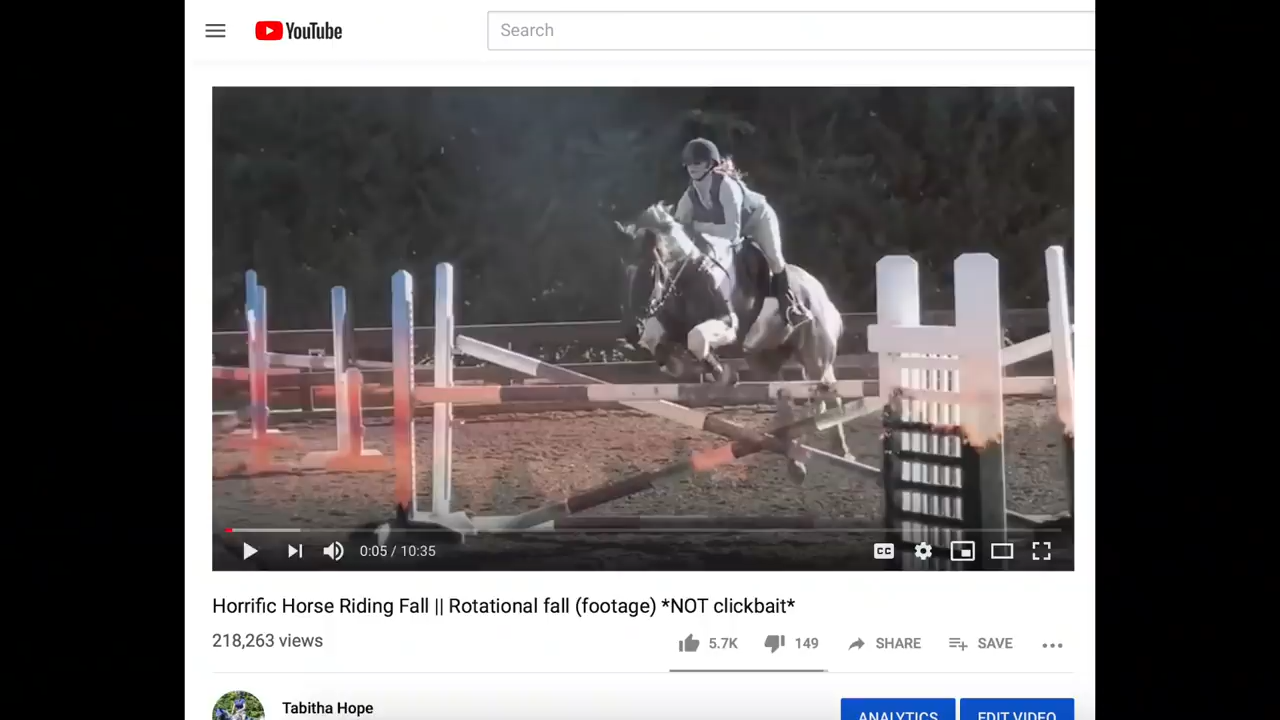 YouTube
Search
0:05 / 10:35
CC
Horrific Horse Riding Fall || Rotational fall (footage) *NOT clickbait*
218,263 views
5.7K
149
SHARE
SAVE
Tabitha Hope
ANALYTICS
EDIT VIDEO